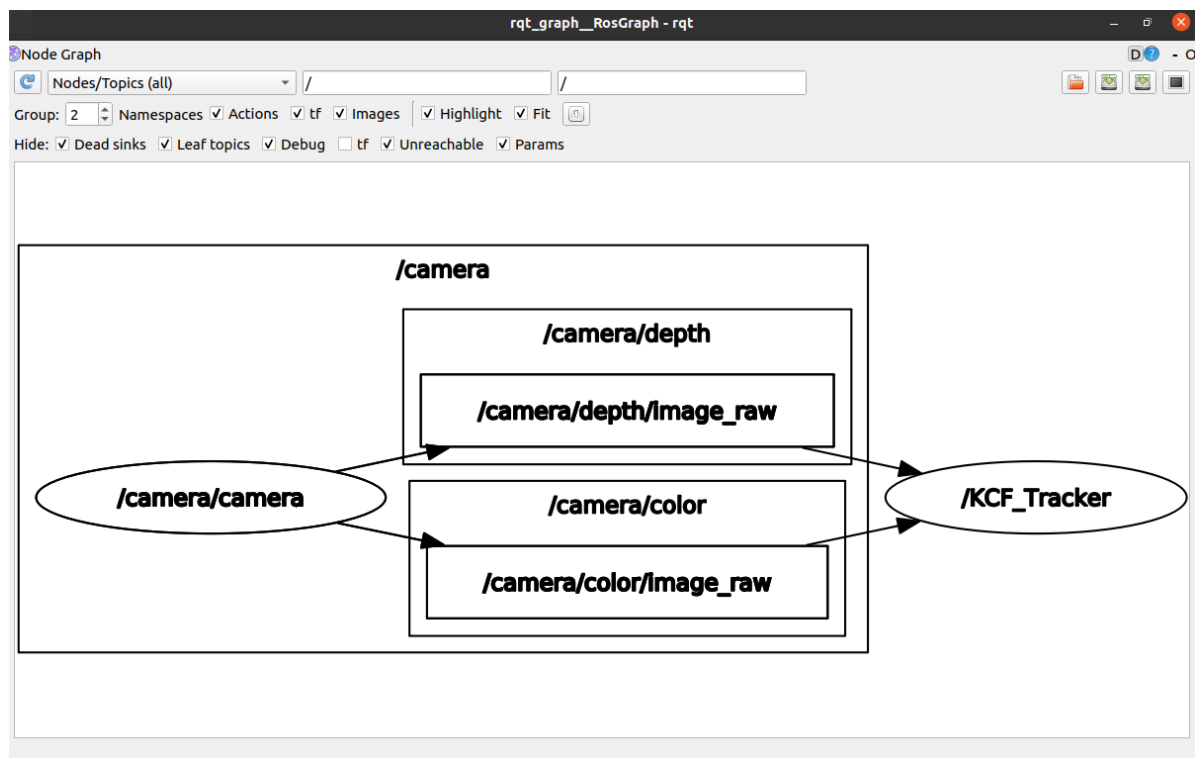 rqt_graph__RosGraph - rqt
Node Graph
D
- O
Nodes/Topics (all)
/
/
Group: 2 Namespaces Actions tf Images Highlight Fit
Hide: Dead sinks Leaf topics Debug tf Unreachable Params
/camera
/camera/depth
/camera/depth/image_raw
/camera/camera
/KCF_Tracker
/camera/color
/camera/color/image_raw